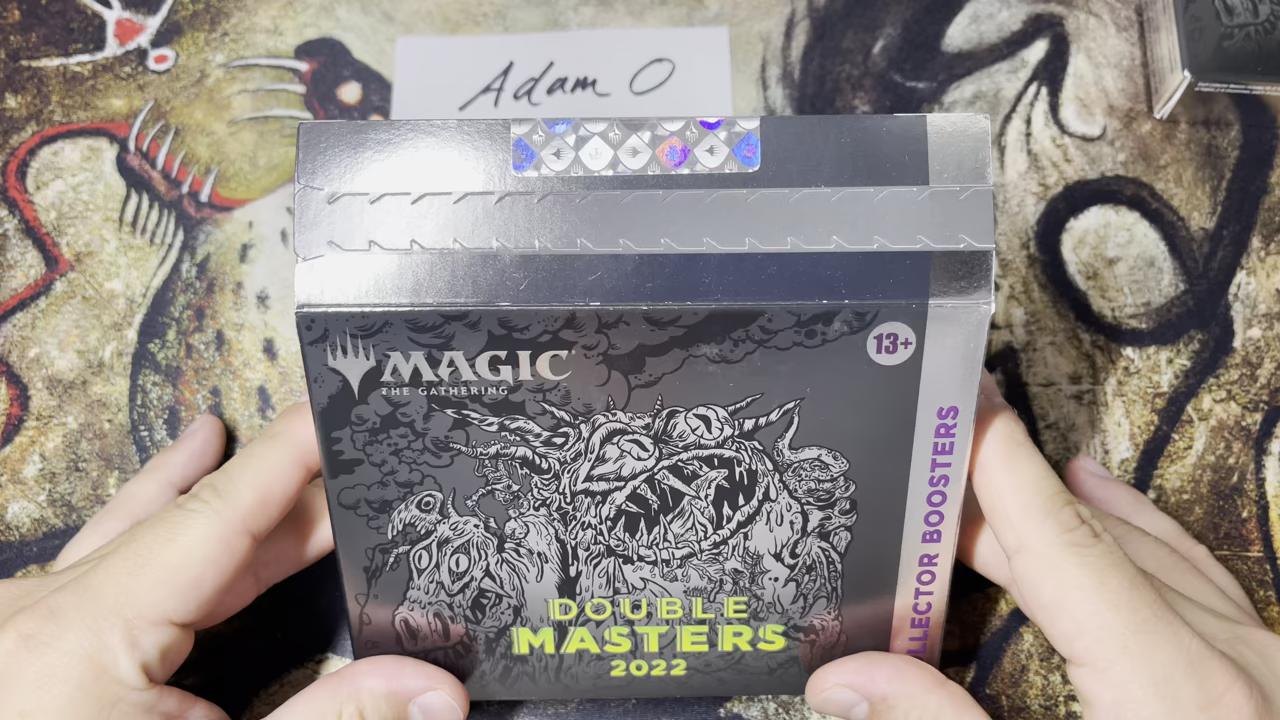 Adam O
MAGIC
THE GATHERING
13+
LLECTOR BOOSTERS
DOUBLE
MASTERS
2022